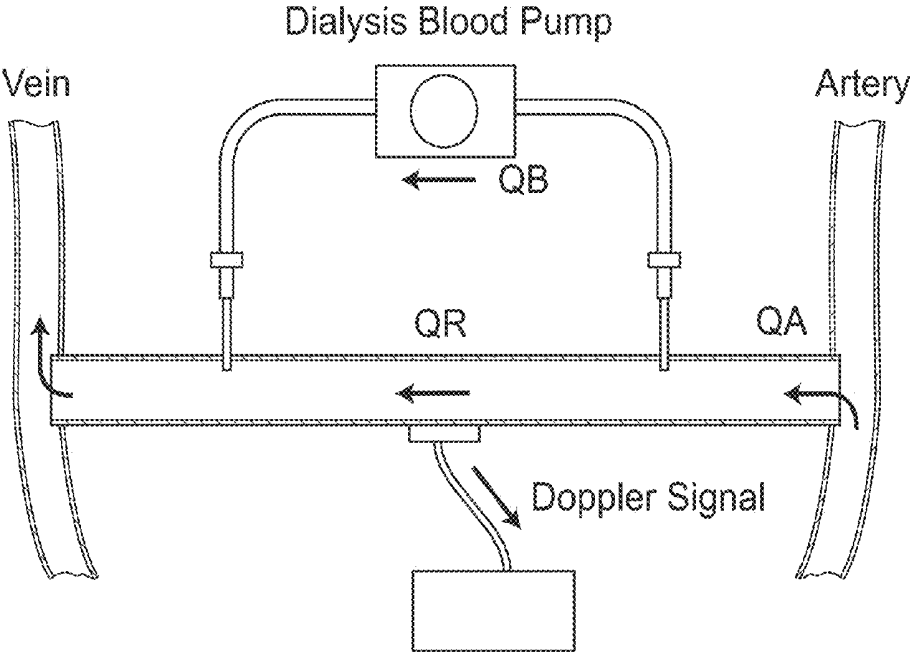 Dialysis Blood Pump
Vein
Artery
QB
QR
QA
Doppler Signal